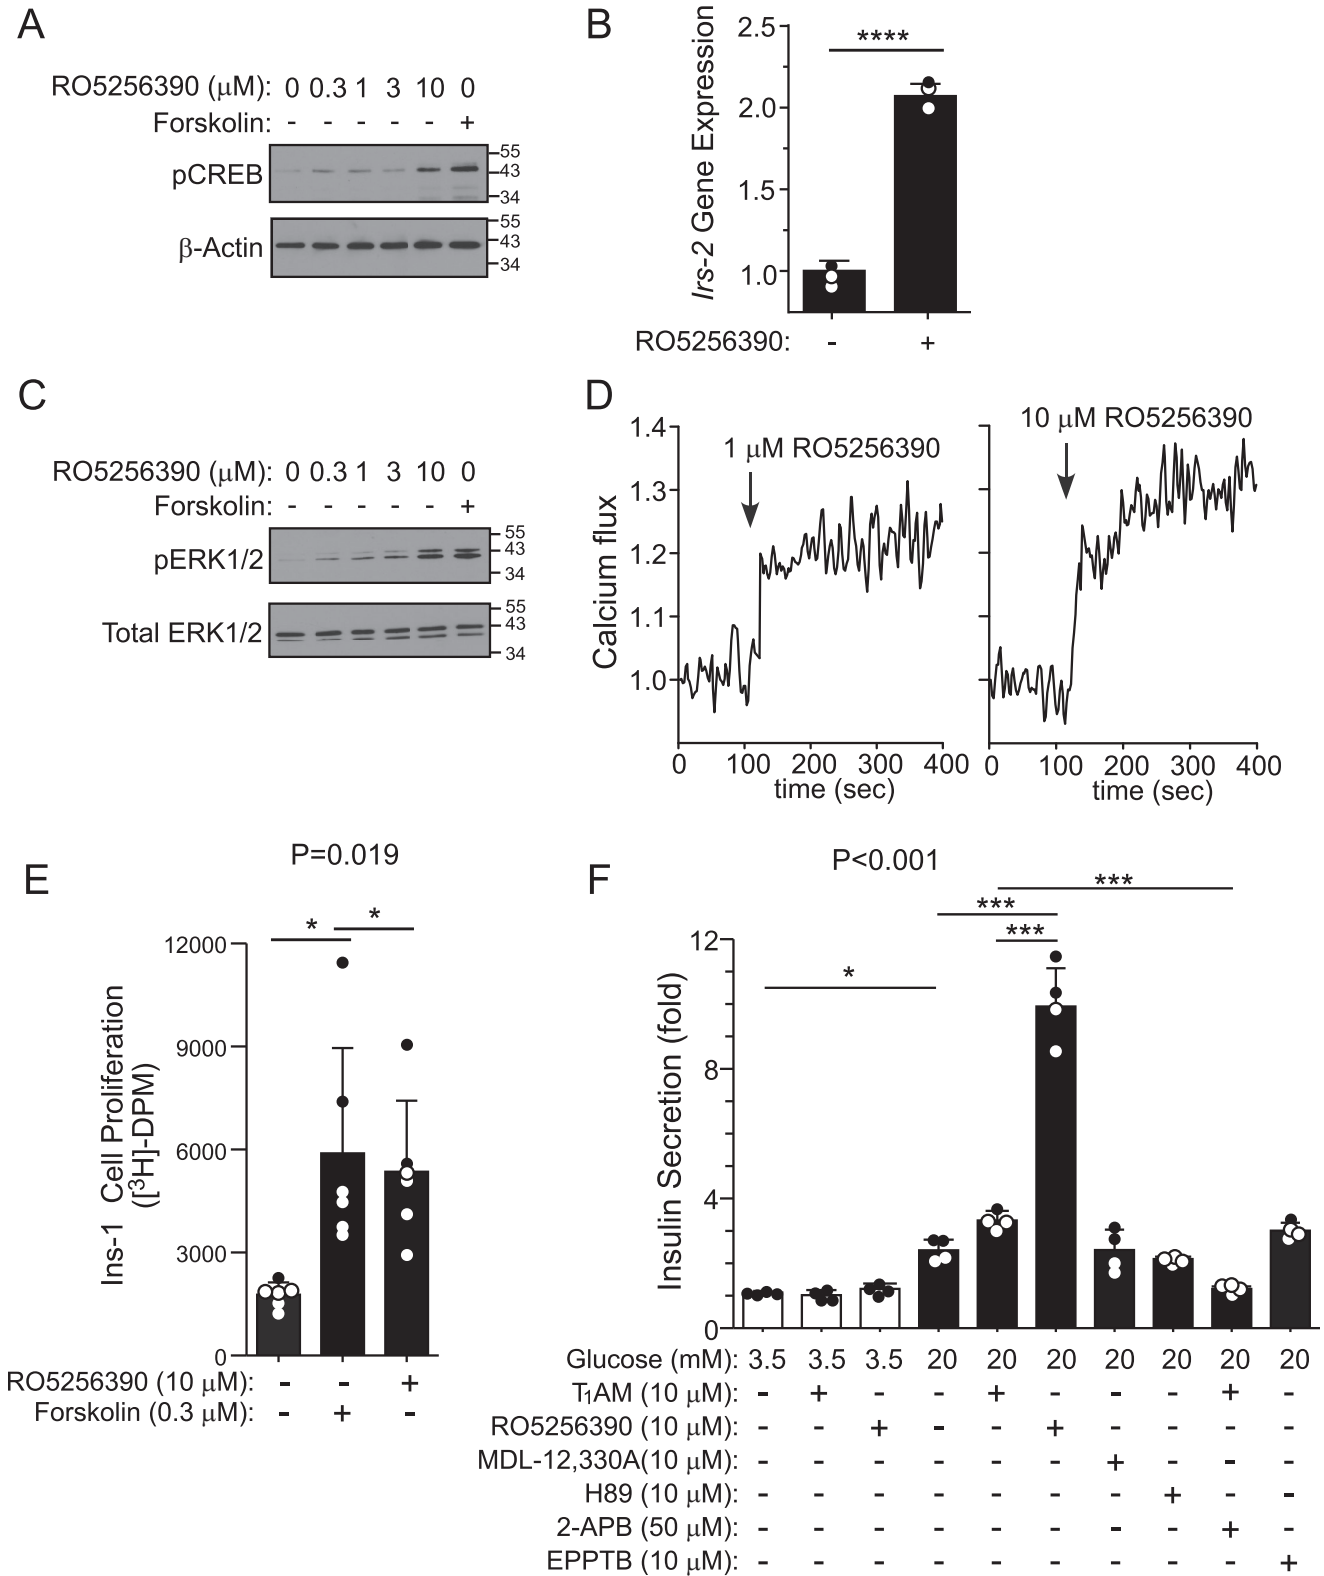 A
RO5256390 (μM): 0 0.3 1 3 10 0
Forskolin: - - - - - +
pCREB
55
43
34
β-Actin
55
43
34
B
Irs-2 Gene Expression
2.5
2.0
1.5
1.0
****
RO5256390: - +
C
RO5256390 (μM): 0 0.3 1 3 10 0
Forskolin: - - - - - +
pERK1/2
55
43
34
Total ERK1/2
55
43
34
D
Calcium flux
1.4
1.3
1.2
1.1
1.0
1 μM RO5256390
0 100 200 300 400
time (sec)
10 μM RO5256390
0 100 200 300 400
time (sec)
E
P=0.019
* *
Ins-1 Cell Proliferation
([³H]-DPM)
12000
9000
6000
3000
0
RO5256390 (10 μM): - - +
Forskolin (0.3 μM): - + -
F
P<0.001
***
***
***
*
Insulin Secretion (fold)
12
8
4
0
Glucose (mM): 3.5 3.5 3.5 20 20 20 20 20 20 20
T₁AM (10 μM): - + - - + - - - + -
RO5256390 (10 μM): - - + - - + - - - -
MDL-12,330A(10 μM): - - - - - - + - - -
H89 (10 μM): - - - - - - - + - -
2-APB (50 μM): - - - - - - - - + -
EPPTB (10 μM): - - - - - - - - - +